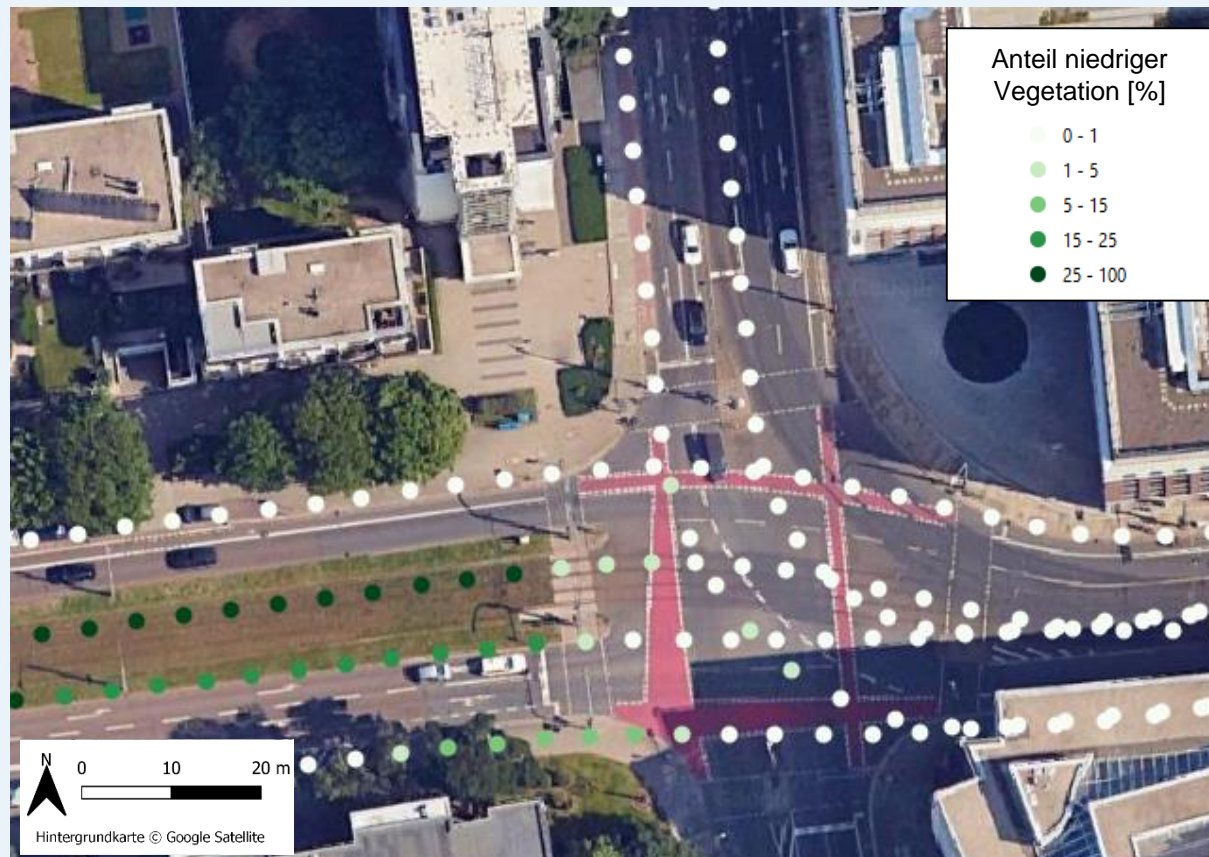 Anteil niedriger
Vegetation [%]
0 - 1
1 - 5
5 - 15
15 - 25
25 - 100
N
0 10 20 m
Hintergrundkarte © Google Satellite